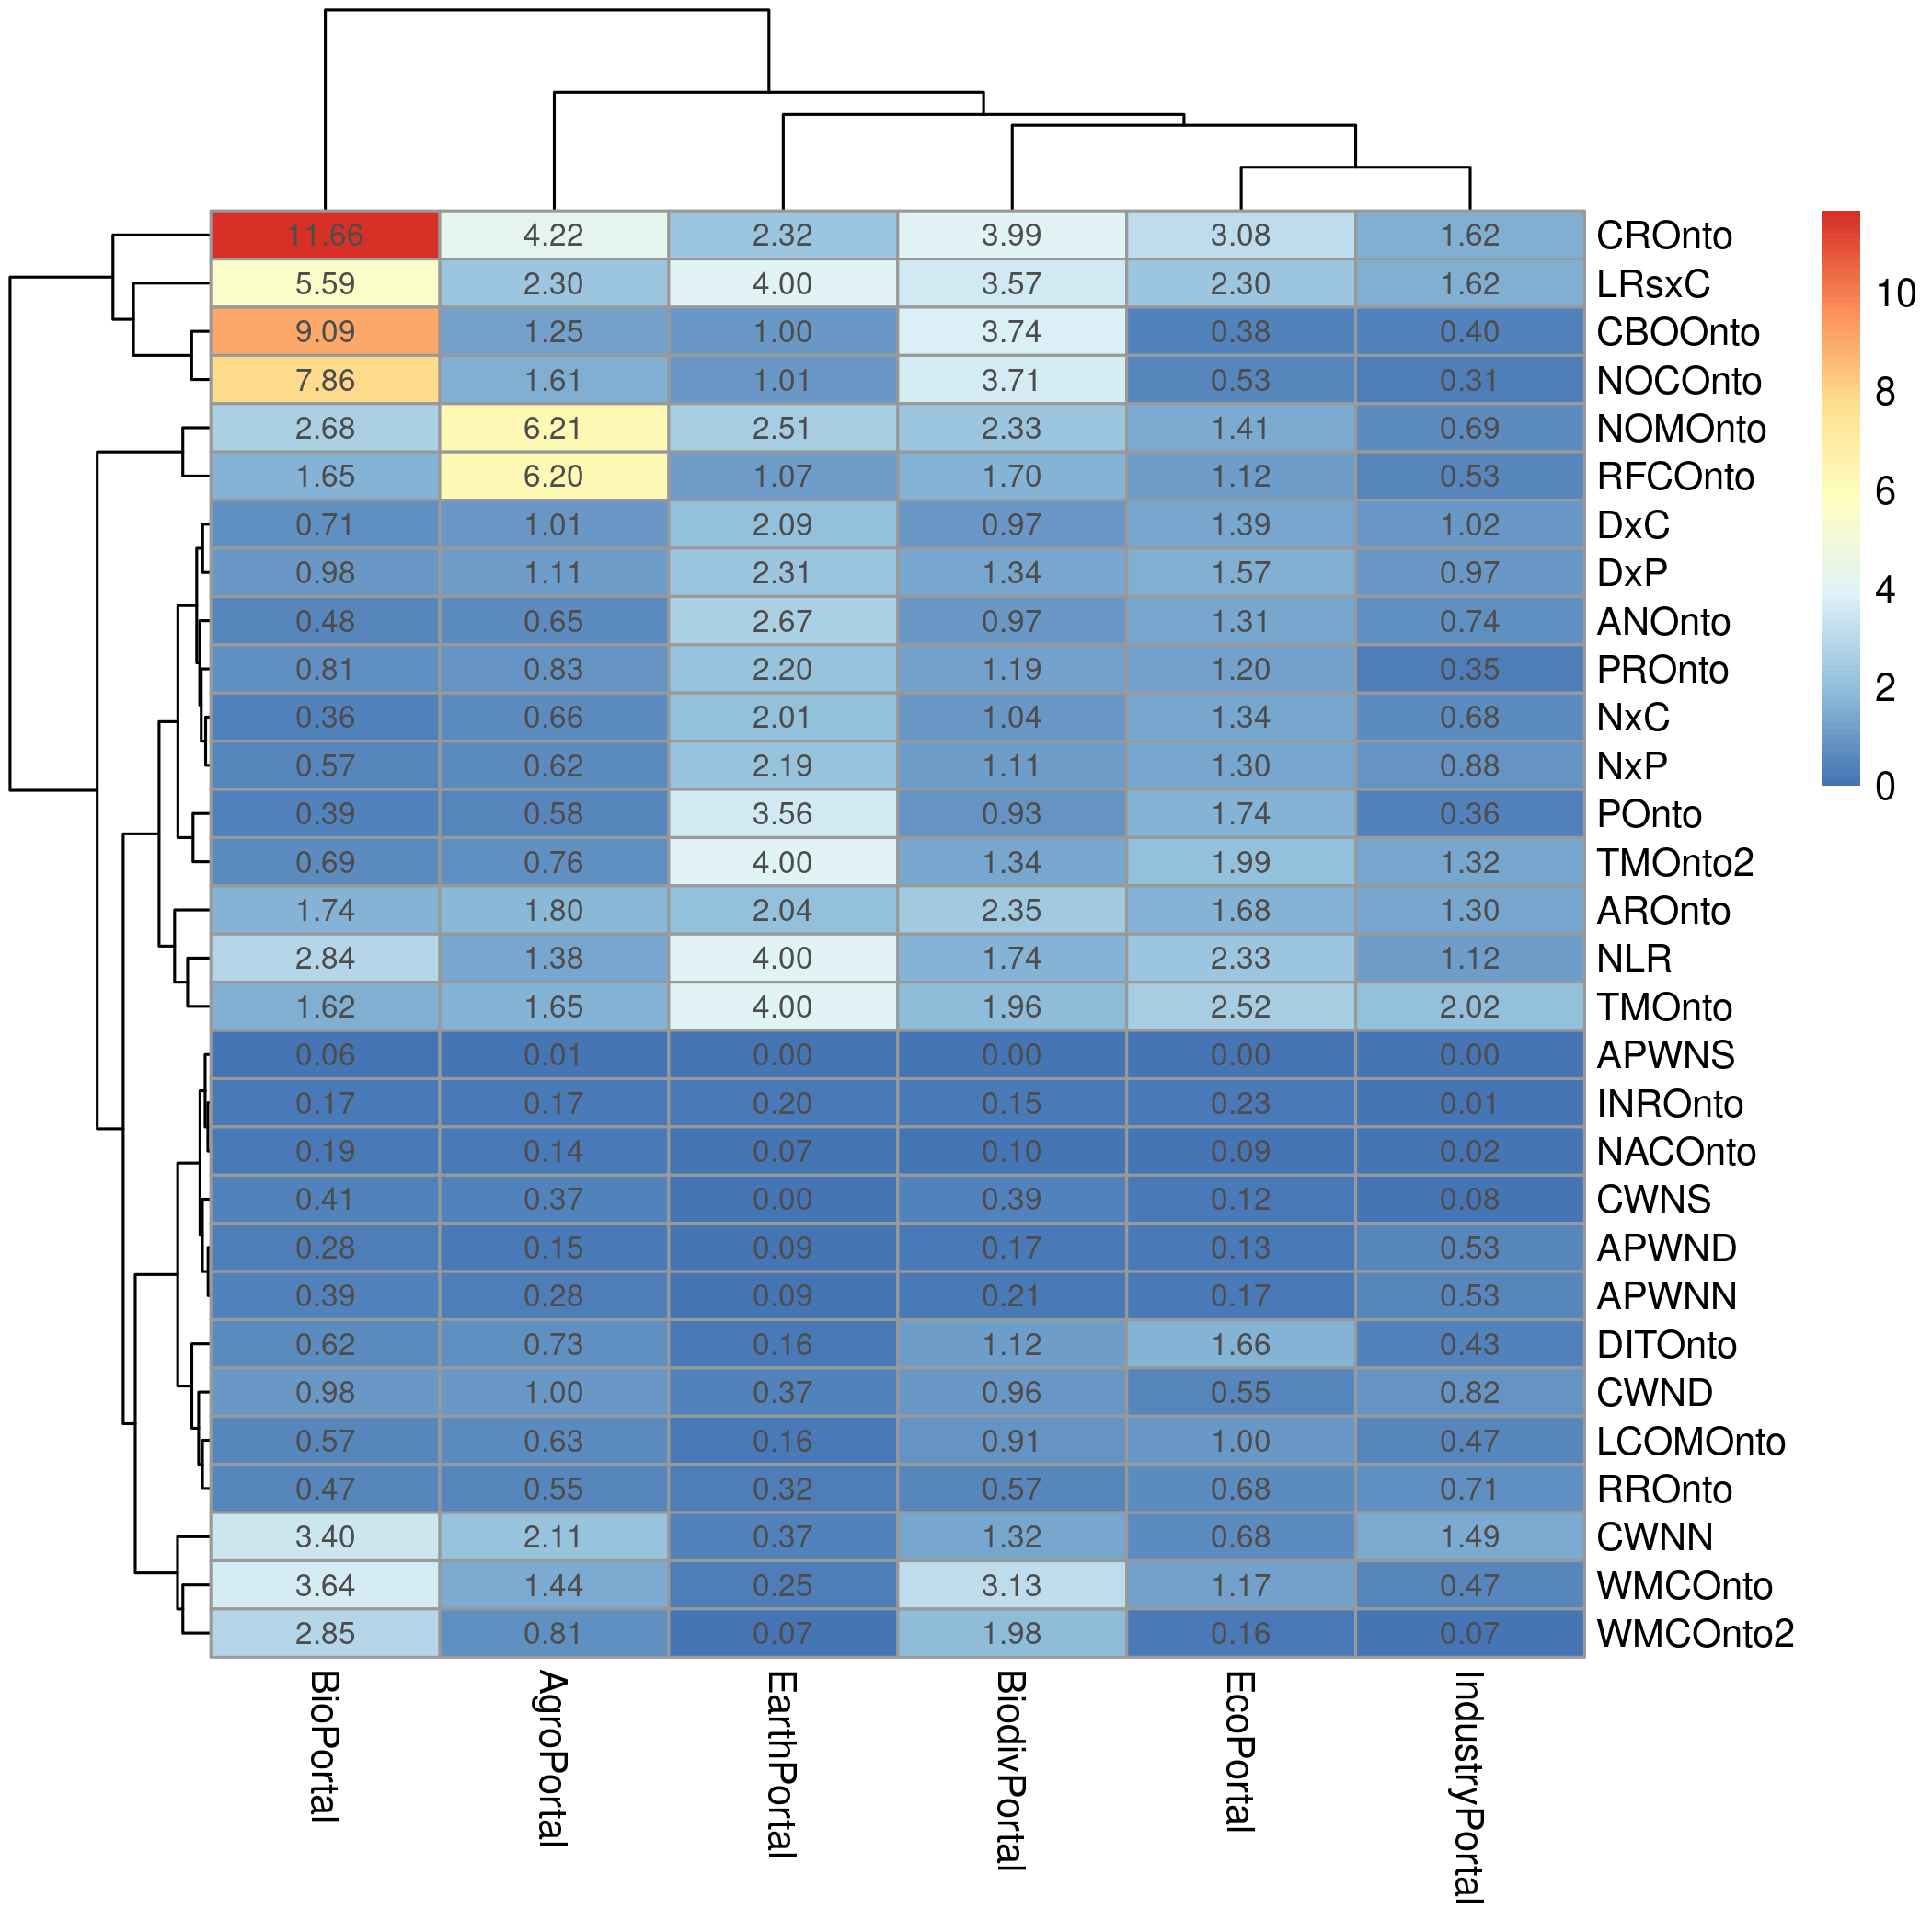 11.66 4.22 2.32 3.99 3.08 1.62 CROnto
5.59 2.30 4.00 3.57 2.30 1.62 LRsxC
9.09 1.25 1.00 3.74 0.38 0.40 CBOOnto
7.86 1.61 1.01 3.71 0.53 0.31 NOCOnto
2.68 6.21 2.51 2.33 1.41 0.69 NOMOnto
1.65 6.20 1.07 1.70 1.12 0.53 RFCOnto
0.71 1.01 2.09 0.97 1.39 1.02 DxC
0.98 1.11 2.31 1.34 1.57 0.97 DxP
0.48 0.65 2.67 0.97 1.31 0.74 ANOnto
0.81 0.83 2.20 1.19 1.20 0.35 PROnto
0.36 0.66 2.01 1.04 1.34 0.68 NxC
0.57 0.62 2.19 1.11 1.30 0.88 NxP
0.39 0.58 3.56 0.93 1.74 0.36 POnto
0.69 0.76 4.00 1.34 1.99 1.32 TMOnto2
1.74 1.80 2.04 2.35 1.68 1.30 AROnto
2.84 1.38 4.00 1.74 2.33 1.12 NLR
1.62 1.65 4.00 1.96 2.52 2.02 TMOnto
0.06 0.01 0.00 0.00 0.00 0.00 APWNS
0.17 0.17 0.20 0.15 0.23 0.01 INROnto
0.19 0.14 0.07 0.10 0.09 0.02 NACOnto
0.41 0.37 0.00 0.39 0.12 0.08 CWNS
0.28 0.15 0.09 0.17 0.13 0.53 APWND
0.39 0.28 0.09 0.21 0.17 0.53 APWNN
0.62 0.73 0.16 1.12 1.66 0.43 DITOnto
0.98 1.00 0.37 0.96 0.55 0.82 CWND
0.57 0.63 0.16 0.91 1.00 0.47 LCOMOnto
0.47 0.55 0.32 0.57 0.68 0.71 RROnto
3.40 2.11 0.37 1.32 0.68 1.49 CWNN
3.64 1.44 0.25 3.13 1.17 0.47 WMCOnto
2.85 0.81 0.07 1.98 0.16 0.07 WMCOnto2
BioPortal
AgroPortal
EarthPortal
BiodivPortal
EcoPortal
IndustryPortal
10
8
6
4
2
0